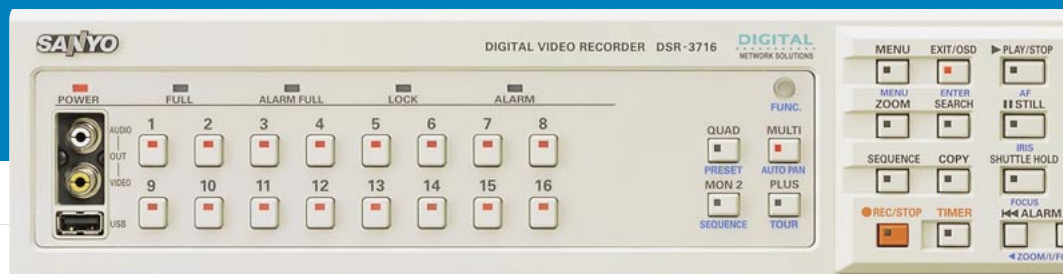 SANYO
DIGITAL VIDEO RECORDER DSR-3716
DIGITAL
NETWORK SOLUTIONS
POWER FULL ALARM FULL LOCK ALARM
FUNC.
AUDIO
OUT
VIDEO
USB
1 2 3 4 5 6 7 8
9 10 11 12 13 14 15 16
QUAD MULTI
PRESET AUTO PAN
MON 2 PLUS
SEQUENCE TOUR
MENU EXIT/OSD ▶PLAY/STOP
MENU ENTER AF
ZOOM SEARCH IISTILL
IRIS
SEQUENCE COPY SHUTTLE HOLD
FOCUS
●REC/STOP TIMER ⏮ALARM
◀ZOOM/I/F